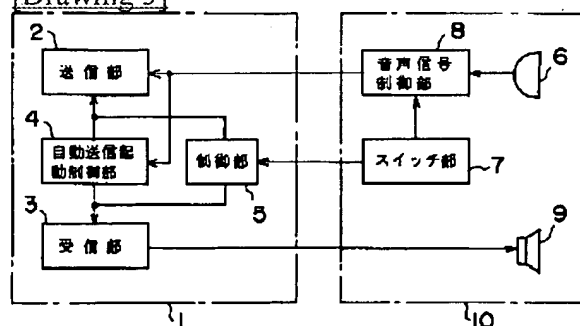 [Drawing 3]
2
送信部
4
自動送信起
動制御部
制御部
5
3
受信部
1
8
音声信号
制御部
6
スイッチ部
7
9
10